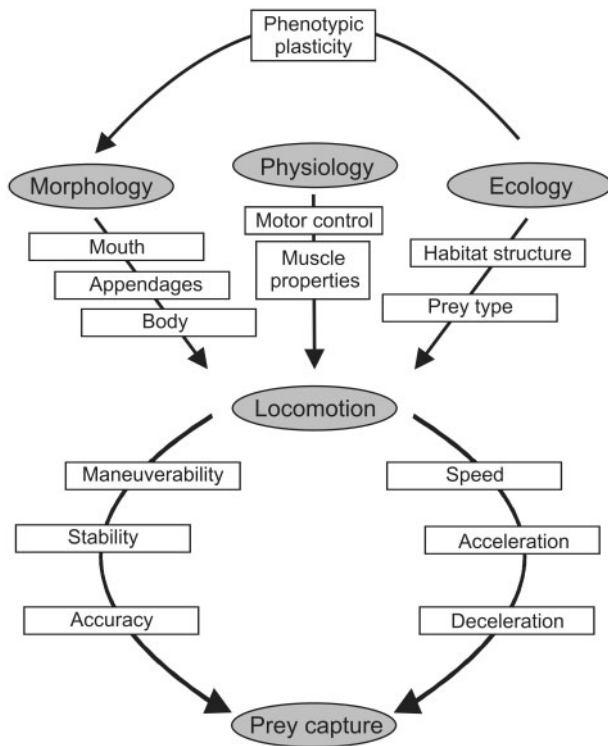 Phenotypic
plasticity
Morphology
Physiology
Ecology
Mouth
Appendages
Body
Motor control
Muscle
properties
Habitat structure
Prey type
Locomotion
Maneuverability
Stability
Accuracy
Speed
Acceleration
Deceleration
Prey capture